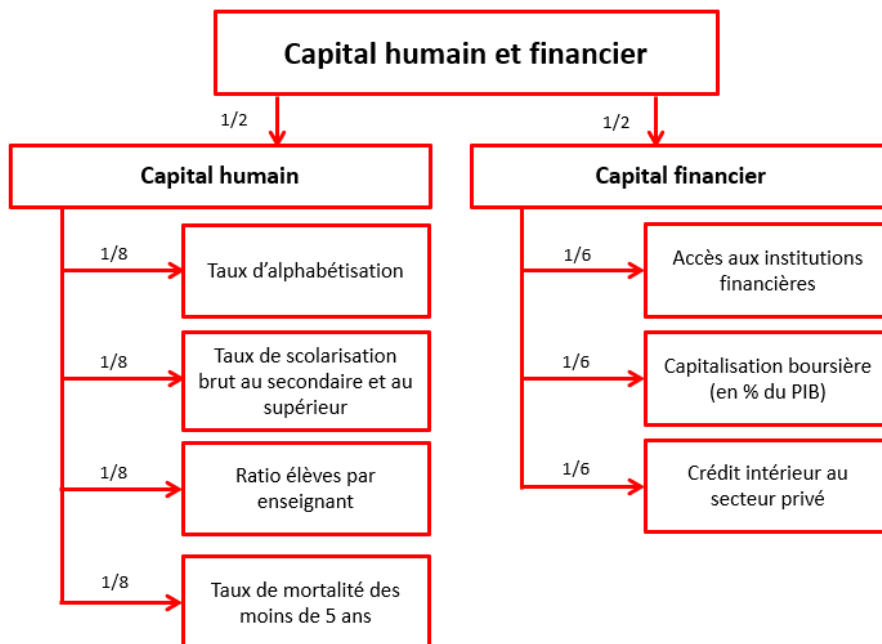 Capital humain et financier
1/2
1/2
Capital humain
Capital financier
1/8
Taux d'alphabétisation
1/8
Taux de scolarisation
brut au secondaire et au
supérieur
1/8
Ratio élèves par
enseignant
1/8
Taux de mortalité des
moins de 5 ans
1/6
Accès aux institutions
financières
1/6
Capitalisation boursière
(en % du PIB)
1/6
Crédit intérieur au
secteur privé